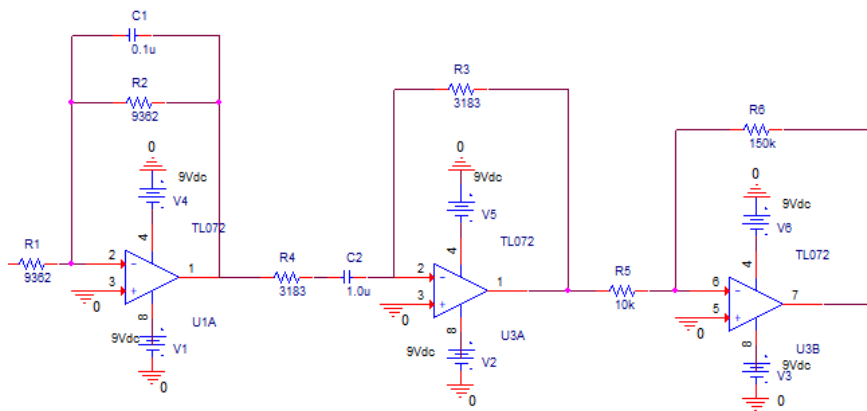 C1
0.1u
R2
9362
R3
3183
R6
150k
0
9Vdc
V4
4
TL072
R1
9362
2
-
3
+
1
0
8
9Vdc
V1
U1A
0
R4
3183
C2
1.0u
0
9Vdc
V5
4
TL072
2
-
3
+
1
0
8
9Vdc
V2
U3A
0
R5
10k
0
9Vdc
V6
4
TL072
6
-
5
+
7
0
8
9Vdc
V3
U3B
0